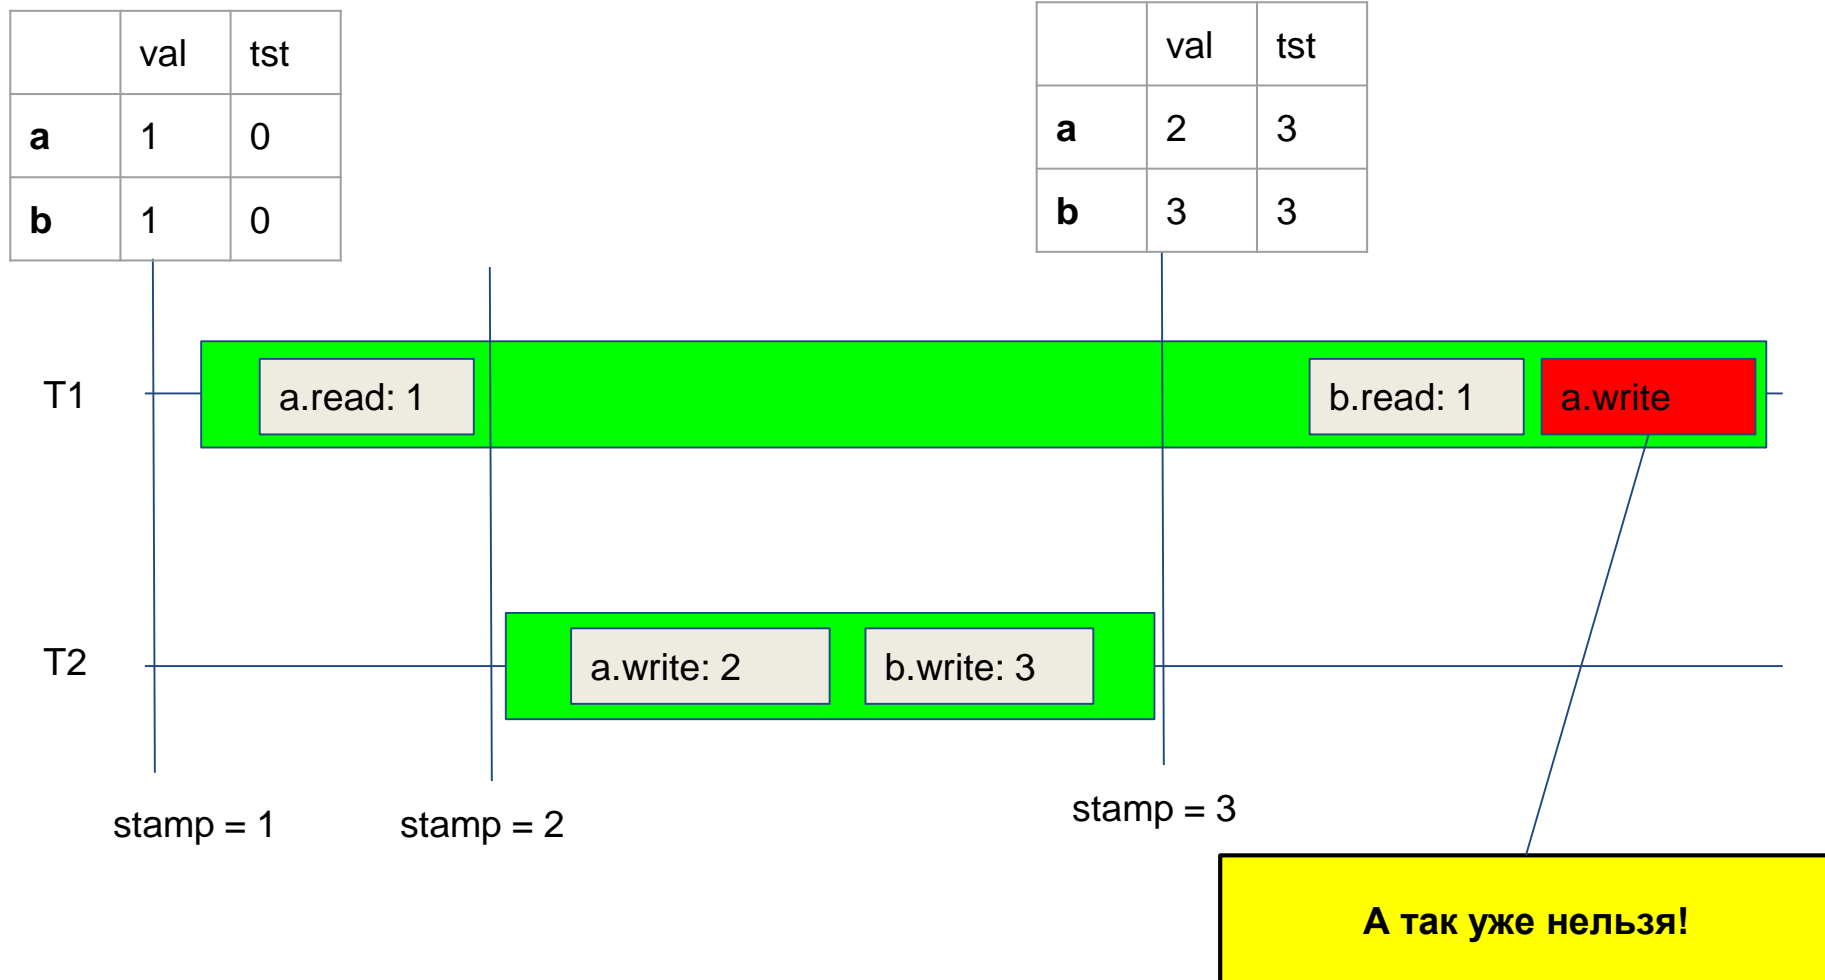 val tst
a 1 0
b 1 0
val tst
a 2 3
b 3 3
T1
a.read: 1
b.read: 1
a.write
T2
a.write: 2
b.write: 3
stamp = 1
stamp = 2
stamp = 3
А так уже нельзя!